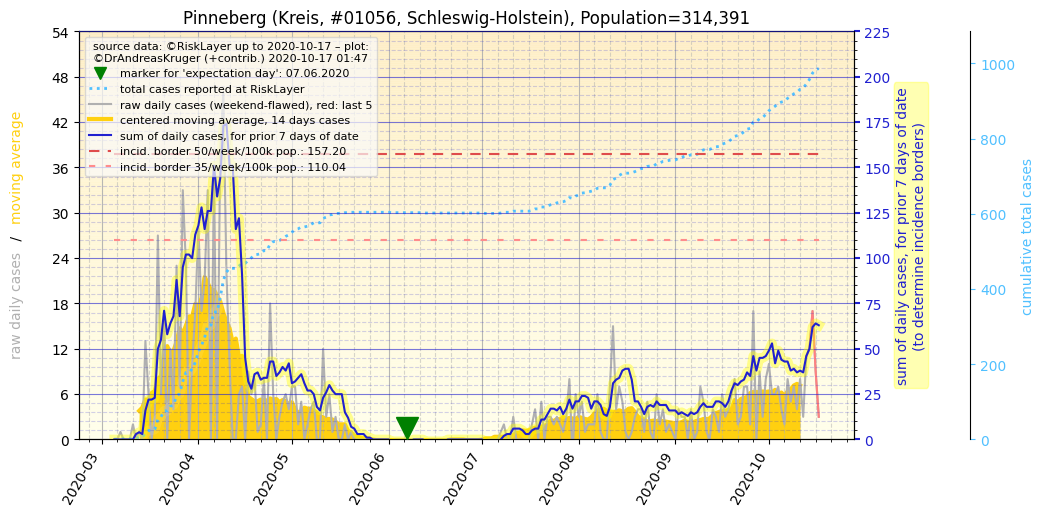 Pinneberg (Kreis, #01056, Schleswig-Holstein), Population=314,391
source data: ©RiskLayer up to 2020-10-17 – plot:
©DrAndreasKruger (+contrib.) 2020-10-17 01:47
marker for 'expectation day': 07.06.2020
total cases reported at RiskLayer
raw daily cases (weekend-flawed), red: last 5
centered moving average, 14 days cases
sum of daily cases, for prior 7 days of date
incid. border 50/week/100k pop.: 157.20
incid. border 35/week/100k pop.: 110.04
raw daily cases / moving average
54
48
42
36
30
24
18
12
6
0
2020-03
2020-04
2020-05
2020-06
2020-07
2020-08
2020-09
2020-10
225
200
175
150
125
100
75
50
25
0
sum of daily cases, for prior 7 days of date
(to determine incidence borders)
1000
800
600
400
200
0
cumulative total cases